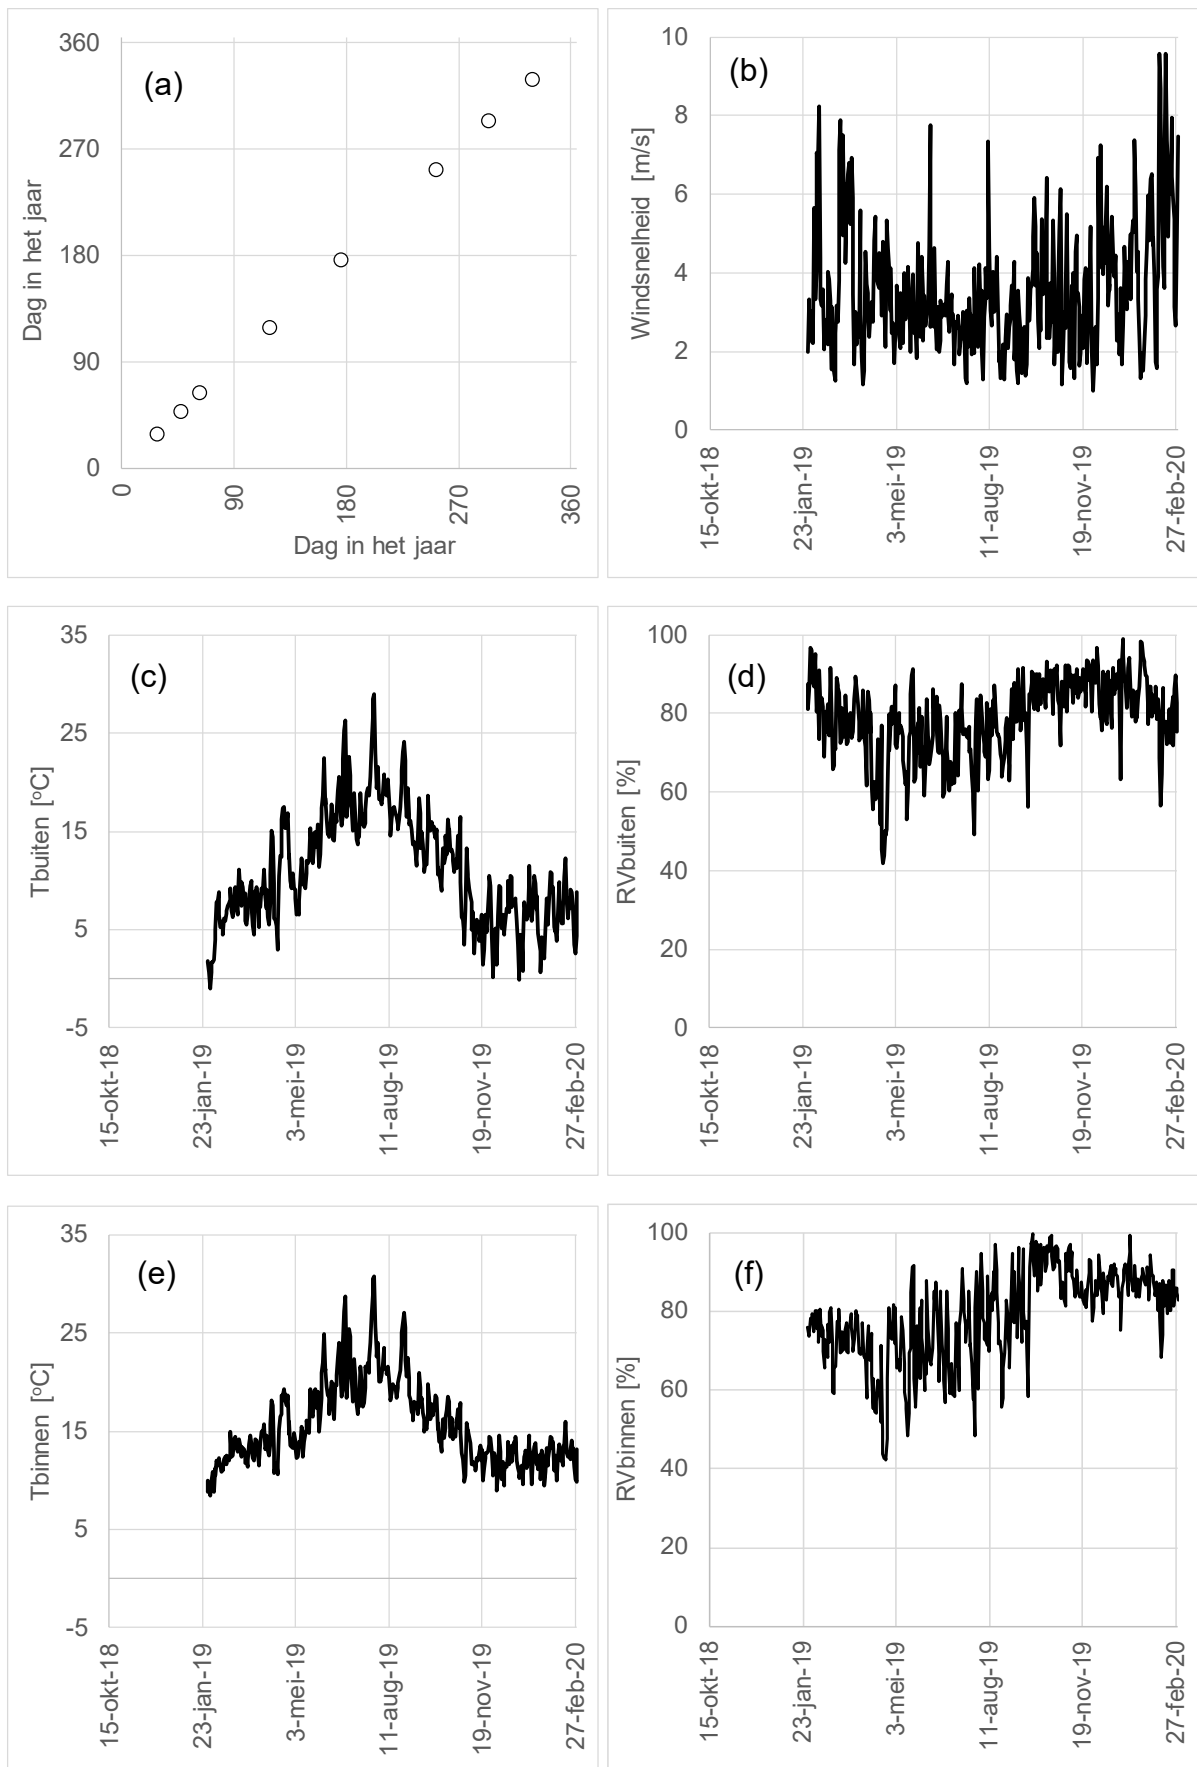 (a)
360
270
180
90
0
Dag in het jaar
0
90
180
270
360
Dag in het jaar
(b)
10
8
6
4
2
0
Windsnelheid [m/s]
15-okt-18
23-jan-19
3-mei-19
11-aug-19
19-nov-19
27-feb-20
(c)
35
25
15
5
-5
Tbuiten [ºC]
15-okt-18
23-jan-19
3-mei-19
11-aug-19
19-nov-19
27-feb-20
(d)
100
80
60
40
20
0
RVbuiten [%]
15-okt-18
23-jan-19
3-mei-19
11-aug-19
19-nov-19
27-feb-20
(e)
35
25
15
5
-5
Tbinnen [ºC]
15-okt-18
23-jan-19
3-mei-19
11-aug-19
19-nov-19
27-feb-20
(f)
100
80
60
40
20
0
RVbinnen [%]
15-okt-18
23-jan-19
3-mei-19
11-aug-19
19-nov-19
27-feb-20